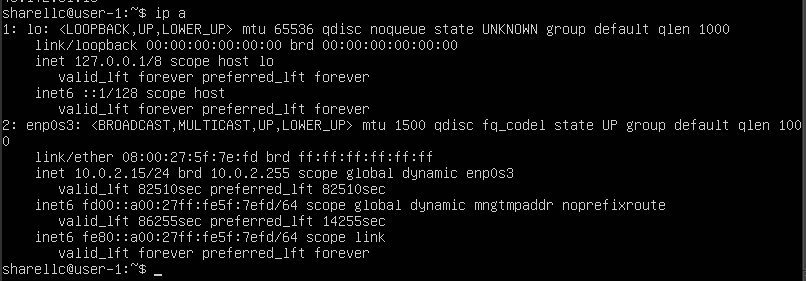 sharellc@user-1:~$ ip a
1: lo: <LOOPBACK,UP,LOWER_UP> mtu 65536 qdisc noqueue state UNKNOWN group default qlen 1000
    link/loopback 00:00:00:00:00:00 brd 00:00:00:00:00:00
    inet 127.0.0.1/8 scope host lo
       valid_lft forever preferred_lft forever
    inet6 ::1/128 scope host
       valid_lft forever preferred_lft forever
2: enp0s3: <BROADCAST,MULTICAST,UP,LOWER_UP> mtu 1500 qdisc fq_codel state UP group default qlen 100
0
    link/ether 08:00:27:5f:7e:fd brd ff:ff:ff:ff:ff:ff
    inet 10.0.2.15/24 brd 10.0.2.255 scope global dynamic enp0s3
       valid_lft 82510sec preferred_lft 82510sec
    inet6 fd00::a00:27ff:fe5f:7efd/64 scope global dynamic mngtmpaddr noprefixroute
       valid_lft 86255sec preferred_lft 14255sec
    inet6 fe80::a00:27ff:fe5f:7efd/64 scope link
       valid_lft forever preferred_lft forever
sharellc@user-1:~$ _